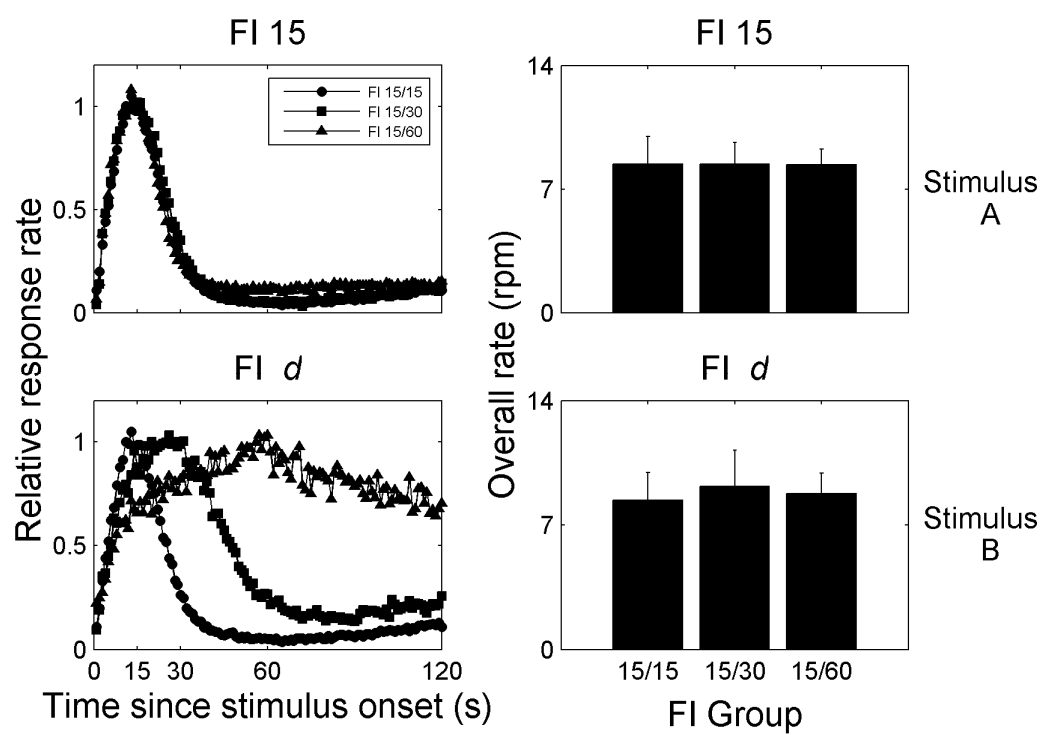 FI 15
1
0.5
0
FI 15/15
FI 15/30
FI 15/60
FI d
1
0.5
0
0 15 30 60 120
Relative response rate
Time since stimulus onset (s)
FI 15
14
7
0
Stimulus
A
FI d
14
7
0
Stimulus
B
15/15 15/30 15/60
Overall rate (rpm)
FI Group